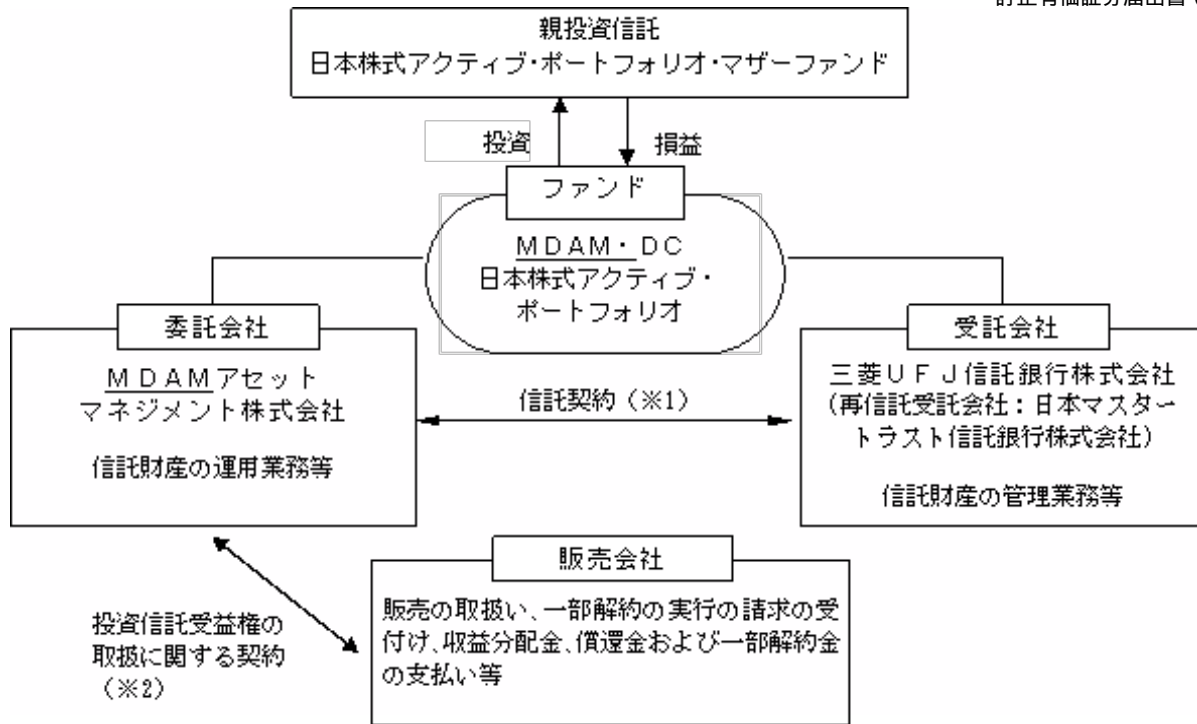 親投資信託
日本株式アクティブ・ポートフォリオ・マザーファンド
投資
損益
ファンド
ＭＤＡＭ・ＤＣ
日本株式アクティブ・
ポートフォリオ
委託会社
ＭＤＡＭアセット
マネジメント株式会社
信託財産の運用業務等
信託契約（※1）
受託会社
三菱ＵＦＪ信託銀行株式会社
（再信託受託会社：日本マスター
トラスト信託銀行株式会社）
信託財産の管理業務等
投資信託受益権の
取扱に関する契約
（※2）
販売会社
販売の取扱い、一部解約の実行の請求の受
付け、収益分配金、償還金および一部解約金
の支払い等